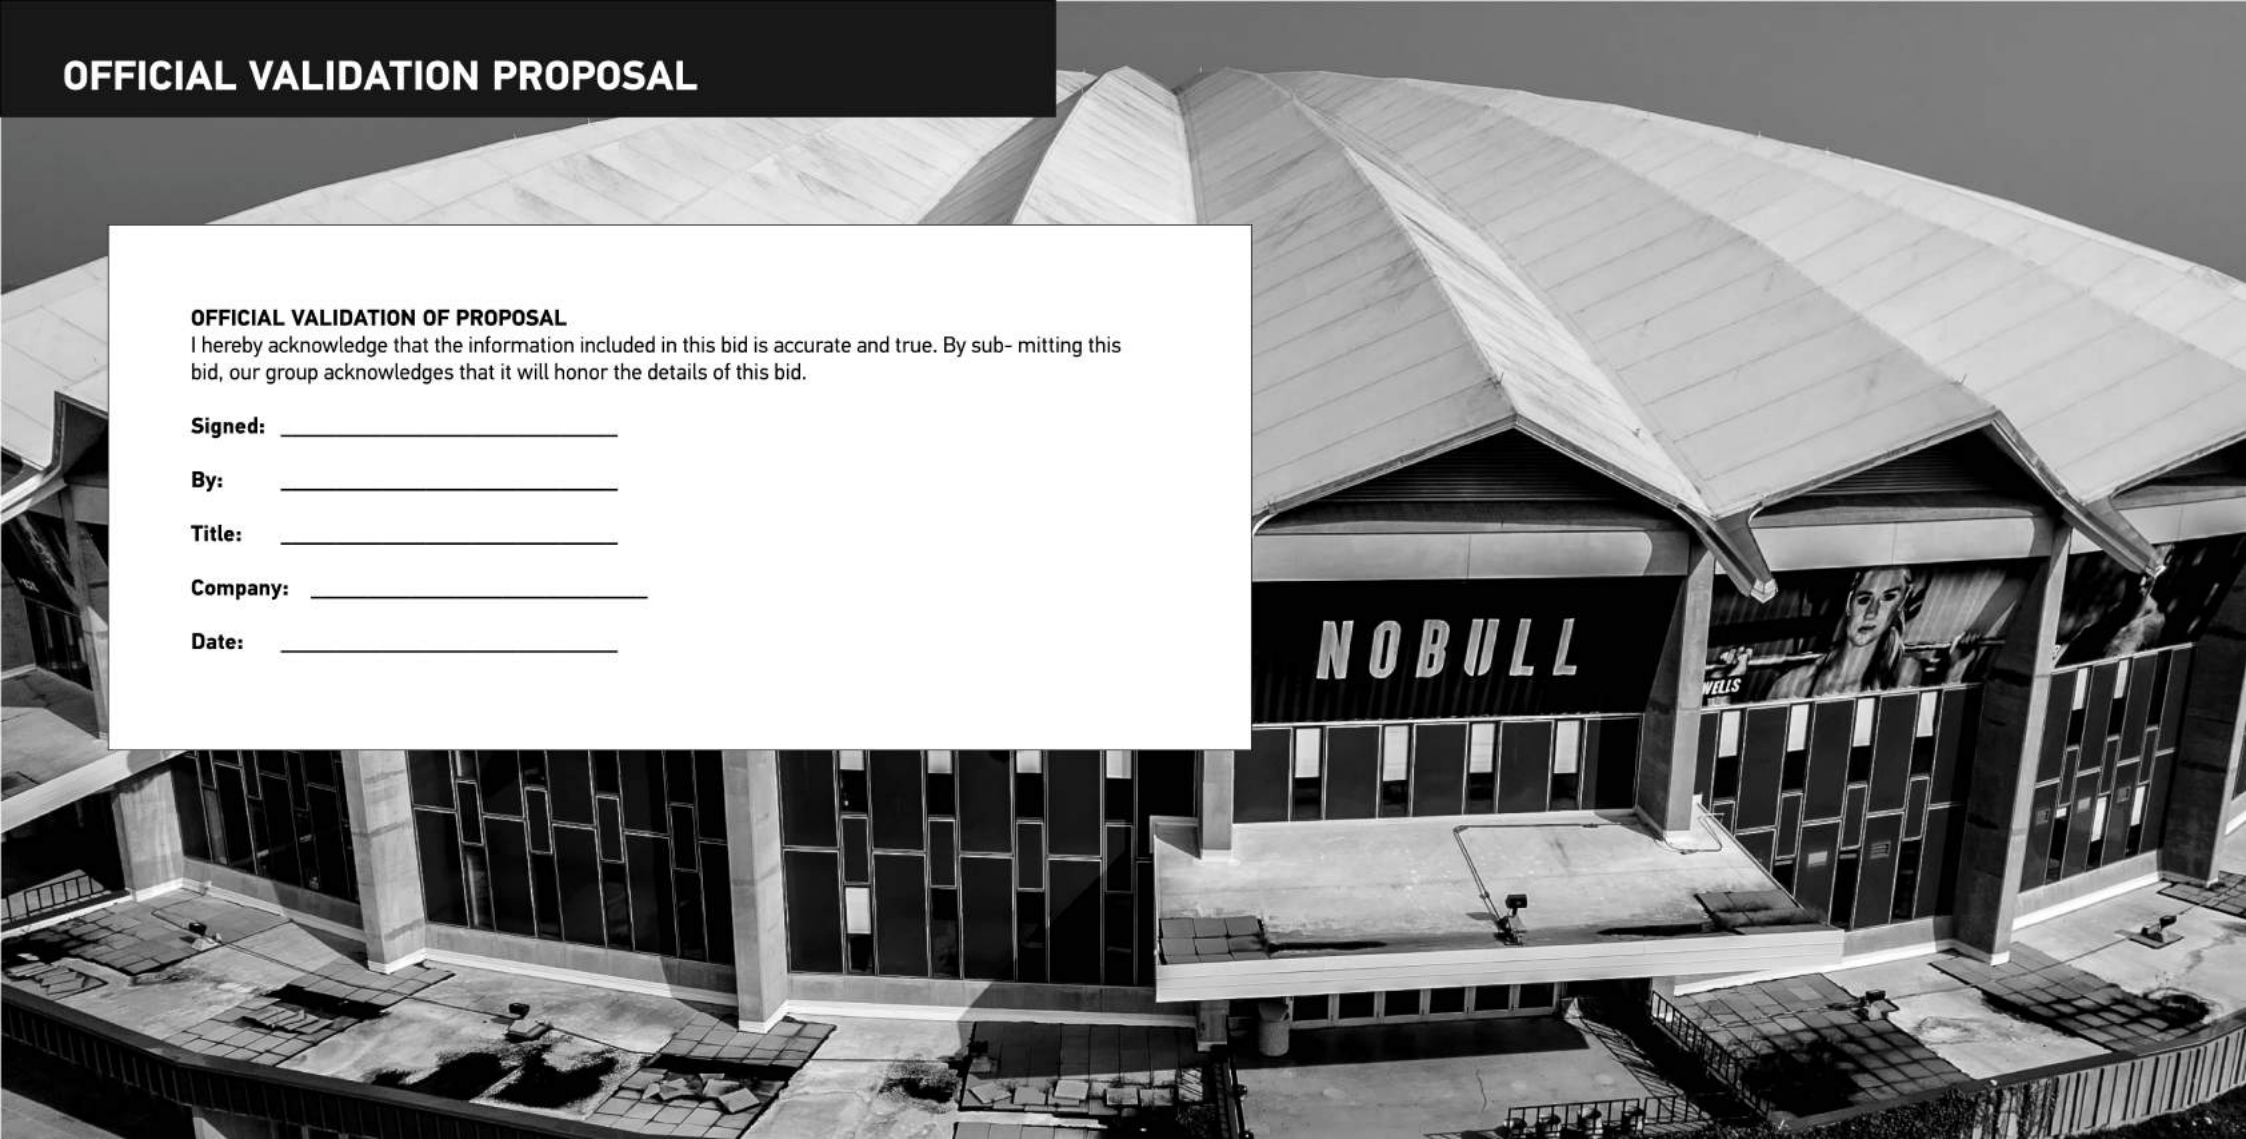 OFFICIAL VALIDATION PROPOSAL
OFFICIAL VALIDATION OF PROPOSAL
I hereby acknowledge that the information included in this bid is accurate and true. By sub- mitting this
bid, our group acknowledges that it will honor the details of this bid.
Signed:
By:
Title:
Company:
Date:
NOBULL
WELLS